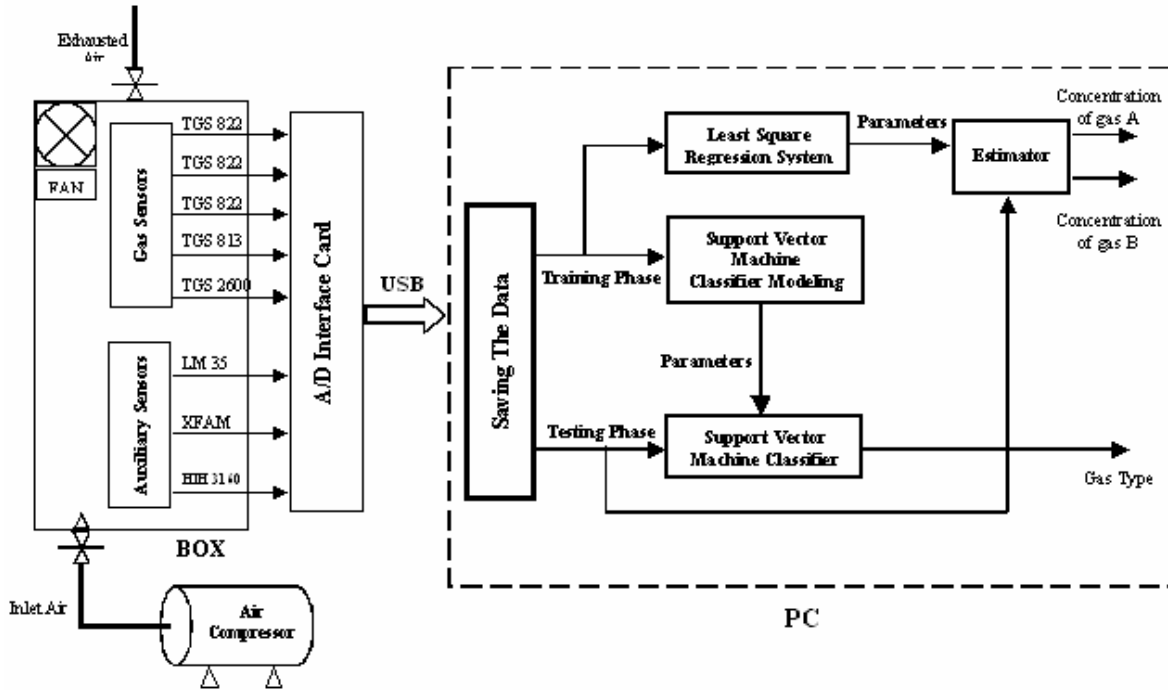 Exhausted
Air
FAN
Gas Sensors
TGS 822
TGS 822
TGS 822
TGS 813
TGS 2600
Auxiliary Sensors
LM 35
XFAM
HIH 3160
BOX
Inlet Air
Air
Compressor
A/D Interface Card
USB
Saving The Data
Training Phase
Testing Phase
Least Square
Regression System
Parameters
Estimator
Concentration
of gas A
Concentration
of gas B
Support Vector
Machine
Classifier Modeling
Parameters
Support Vector
Machine Classifier
Gas Type
PC